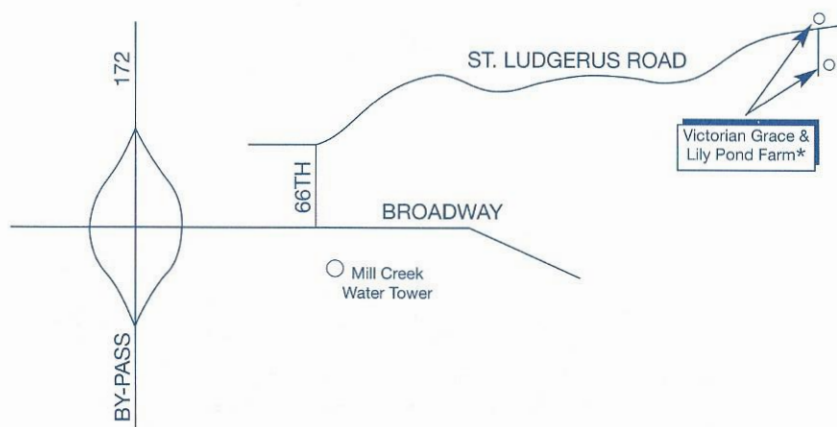 172
ST. LUDGERUS ROAD
Victorian Grace &
Lily Pond Farm*
66TH
BROADWAY
Mill Creek
Water Tower
BY-PASS